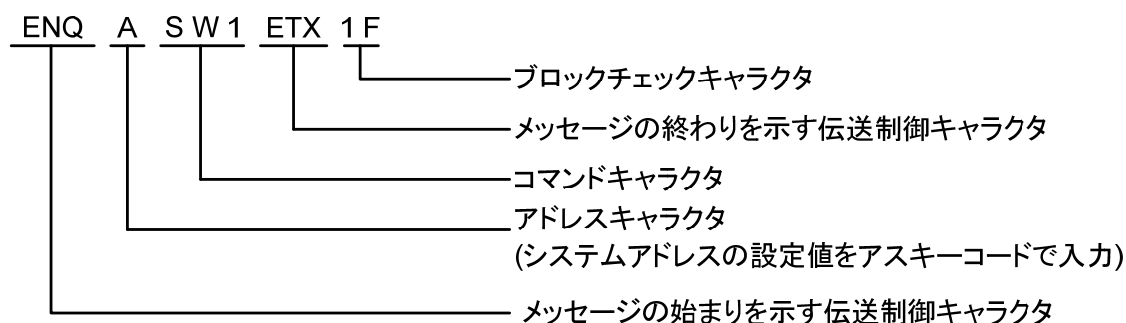 ENQ A SW1 ETX 1F
ブロックチェックキャラクタ
メッセージの終わりを示す伝送制御キャラクタ
コマンドキャラクタ
アドレスキャラクタ
(システムアドレスの設定値をアスキーコードで入力)
メッセージの始まりを示す伝送制御キャラクタ